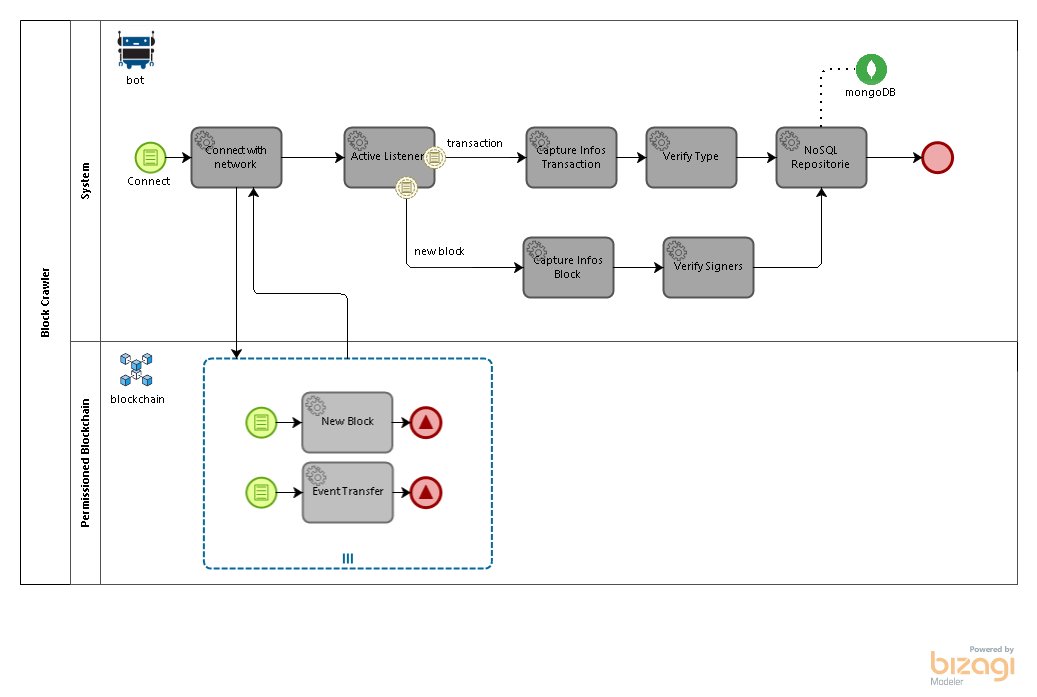 Block Crawler
System
bot
mongoDB
Connect
Connect with
network
Active Listener
transaction
Capture Infos
Transaction
Verify Type
NoSQL
Repositorie
new block
Capture Infos
Block
Verify Signers
Permissioned Blockchain
blockchain
New Block
Event Transfer
Powered by
bizagi
Modeler